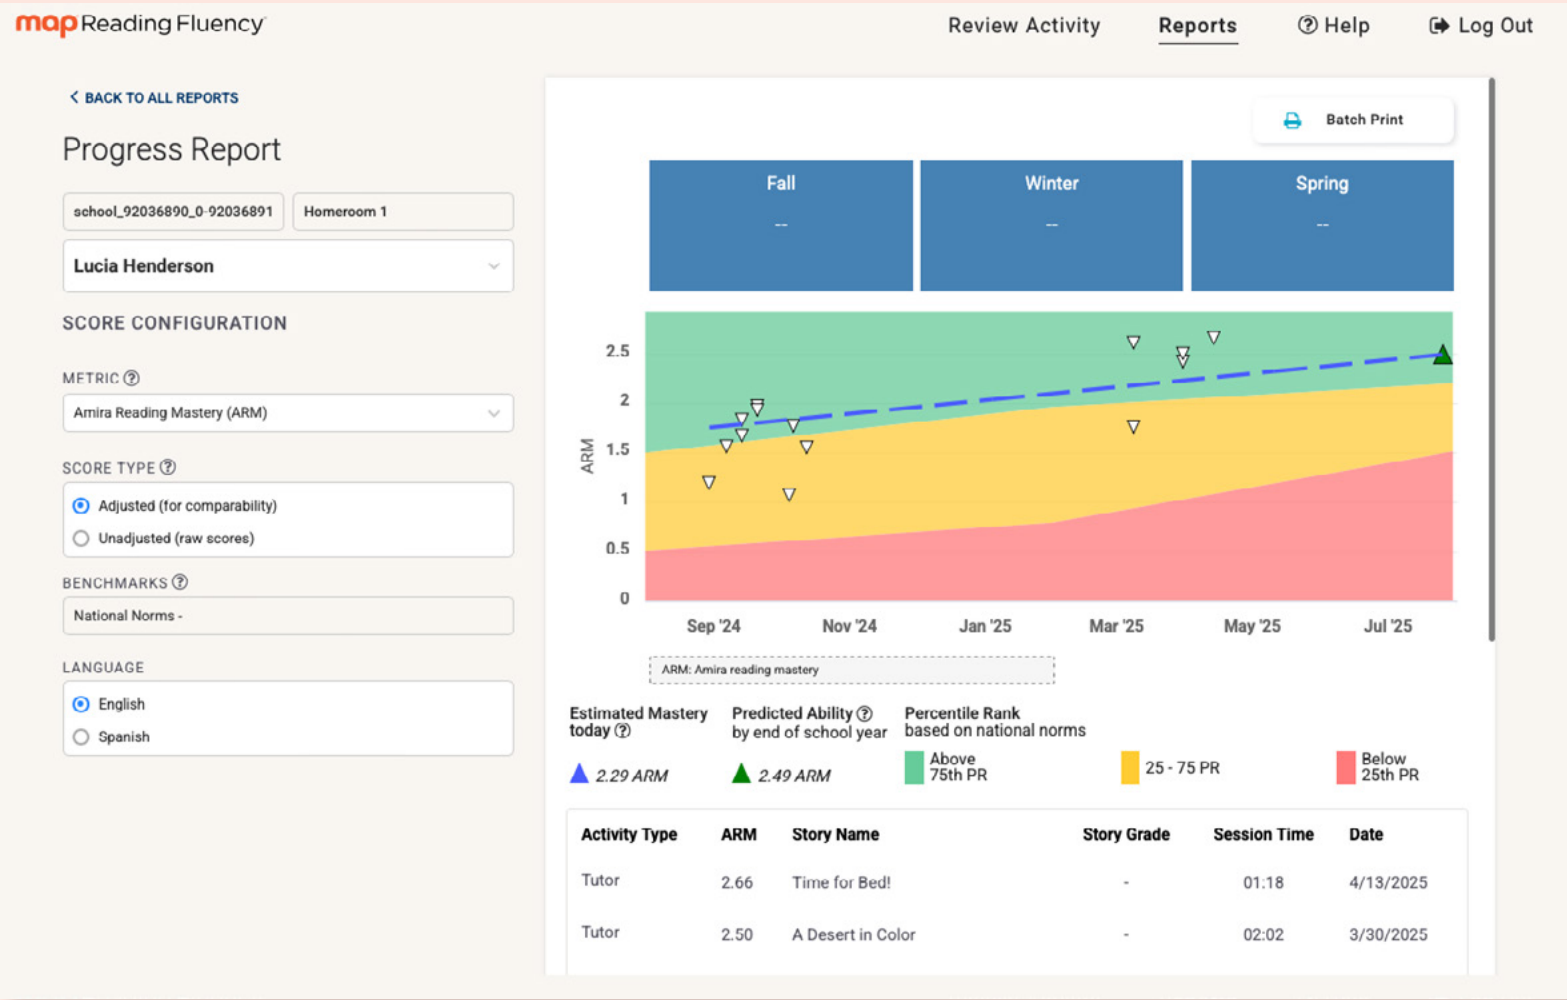 map Reading Fluency
Review Activity
Reports
Help
Log Out
BACK TO ALL REPORTS
Progress Report
school_92036890_0-92036891
Homeroom 1
Lucia Henderson
SCORE CONFIGURATION
METRIC ?
Amira Reading Mastery (ARM)
SCORE TYPE ?
Adjusted (for comparability)
Unadjusted (raw scores)
BENCHMARKS ?
National Norms -
LANGUAGE
English
Spanish
Batch Print
Fall
--
Winter
--
Spring
--
ARM
2.5
2
1.5
1
0.5
0
Sep '24 Nov '24 Jan '25 Mar '25 May '25 Jul '25
ARM: Amira reading mastery
Estimated Mastery
today ?
2.29 ARM
Predicted Ability ?
by end of school year
2.49 ARM
Percentile Rank
based on national norms
Above
75th PR
25 - 75 PR
Below
25th PR
Activity Type ARM Story Name Story Grade Session Time Date
Tutor 2.66 Time for Bed! - 01:18 4/13/2025
Tutor 2.50 A Desert in Color - 02:02 3/30/2025